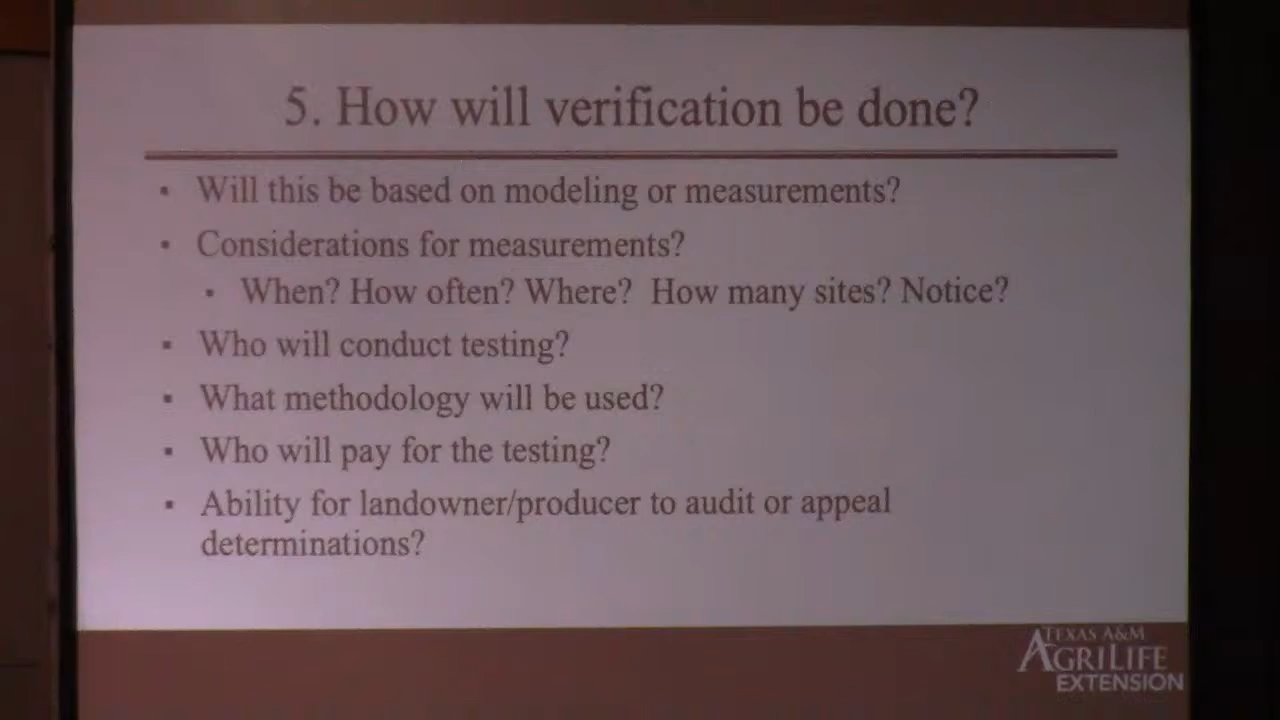 5. How will verification be done?
▪ Will this be based on modeling or measurements?
▪ Considerations for measurements?
▪ When? How often? Where? How many sites? Notice?
▪ Who will conduct testing?
▪ What methodology will be used?
▪ Who will pay for the testing?
▪ Ability for landowner/producer to audit or appeal
determinations?
TEXAS A&M
AGRILIFE
EXTENSION